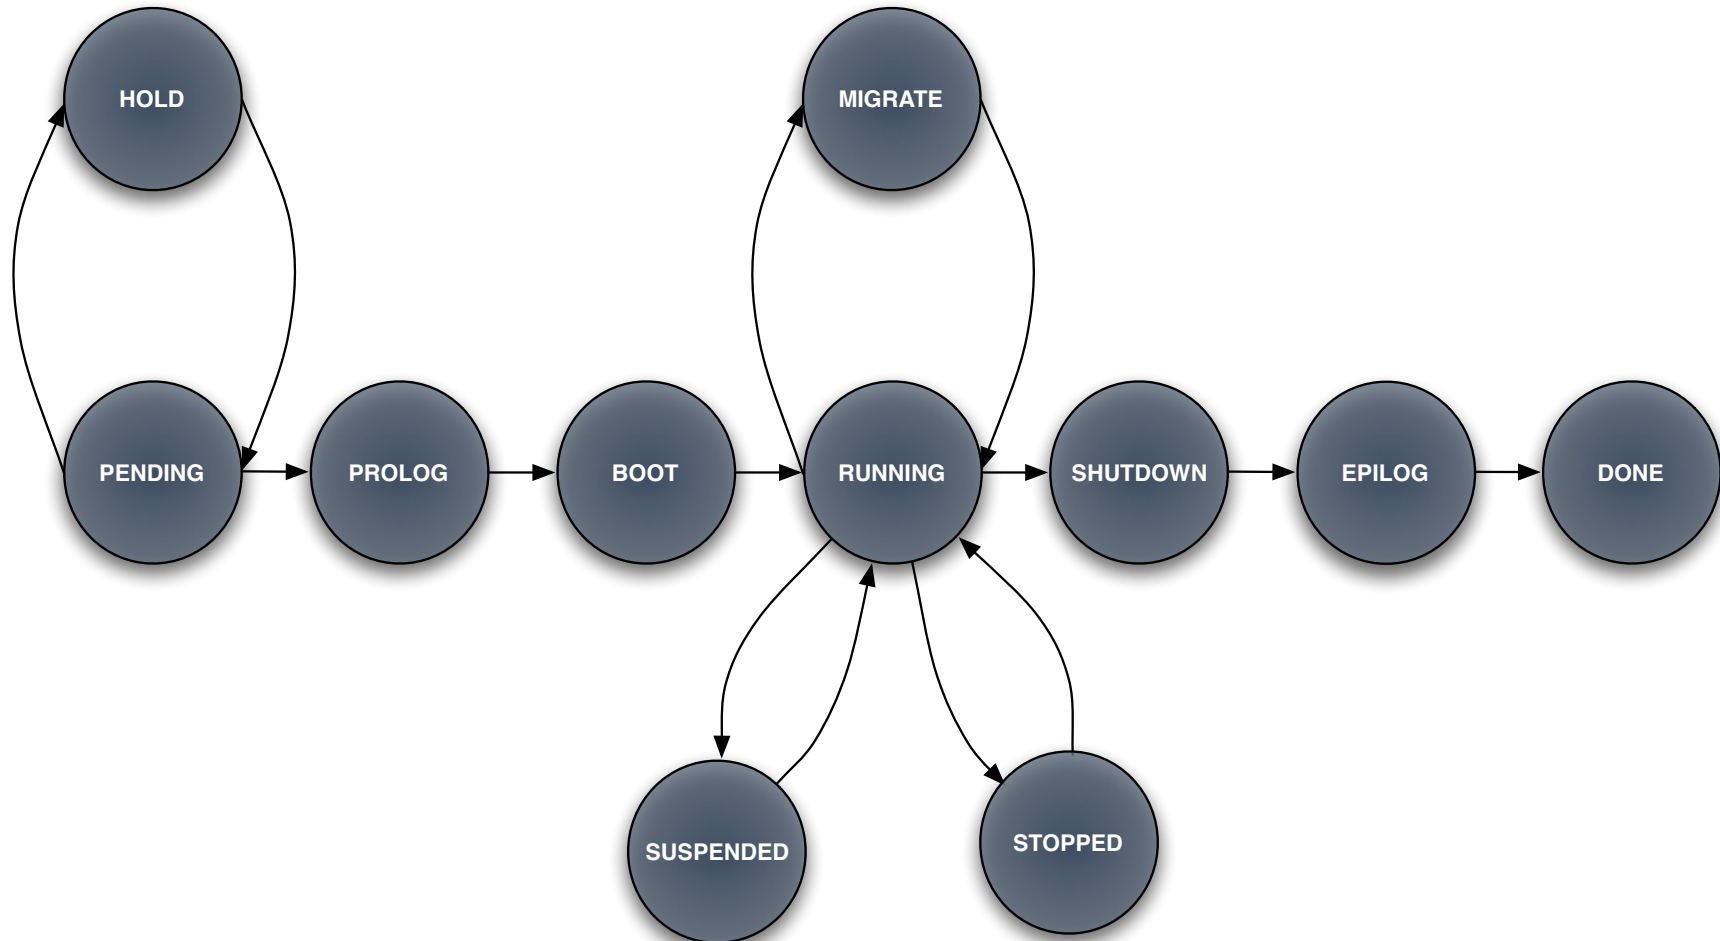 HOLD
MIGRATE
PENDING
PROLOG
BOOT
RUNNING
SHUTDOWN
EPILOG
DONE
SUSPENDED
STOPPED